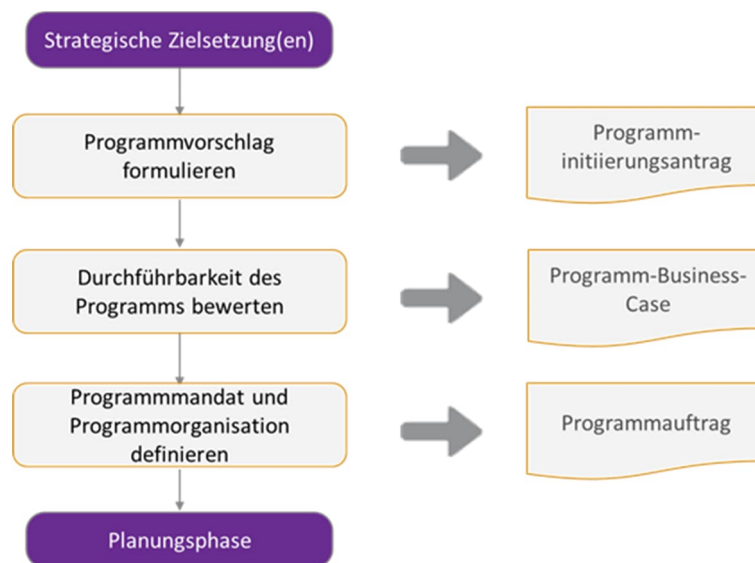 Strategische Zielsetzung(en)
Programmvorschlag
formulieren
Programm-
initiierungsantrag
Durchführbarkeit des
Programms bewerten
Programm-Business-
Case
Programmmandat und
Programmorganisation
definieren
Programmauftrag
Planungsphase